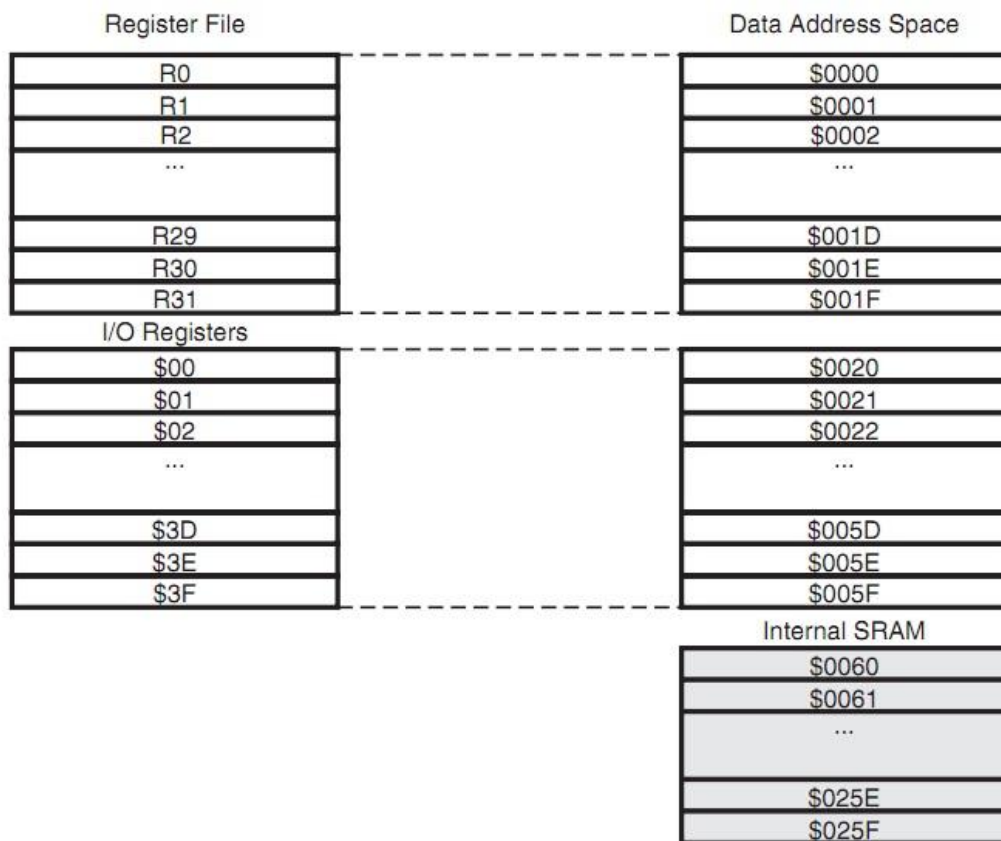 Register File Data Address Space
R0 $0000
R1 $0001
R2 $0002
... ...
R29 $001D
R30 $001E
R31 $001F
I/O Registers
$00 $0020
$01 $0021
$02 $0022
... ...
$3D $005D
$3E $005E
$3F $005F
Internal SRAM
$0060
$0061
...
$025E
$025F